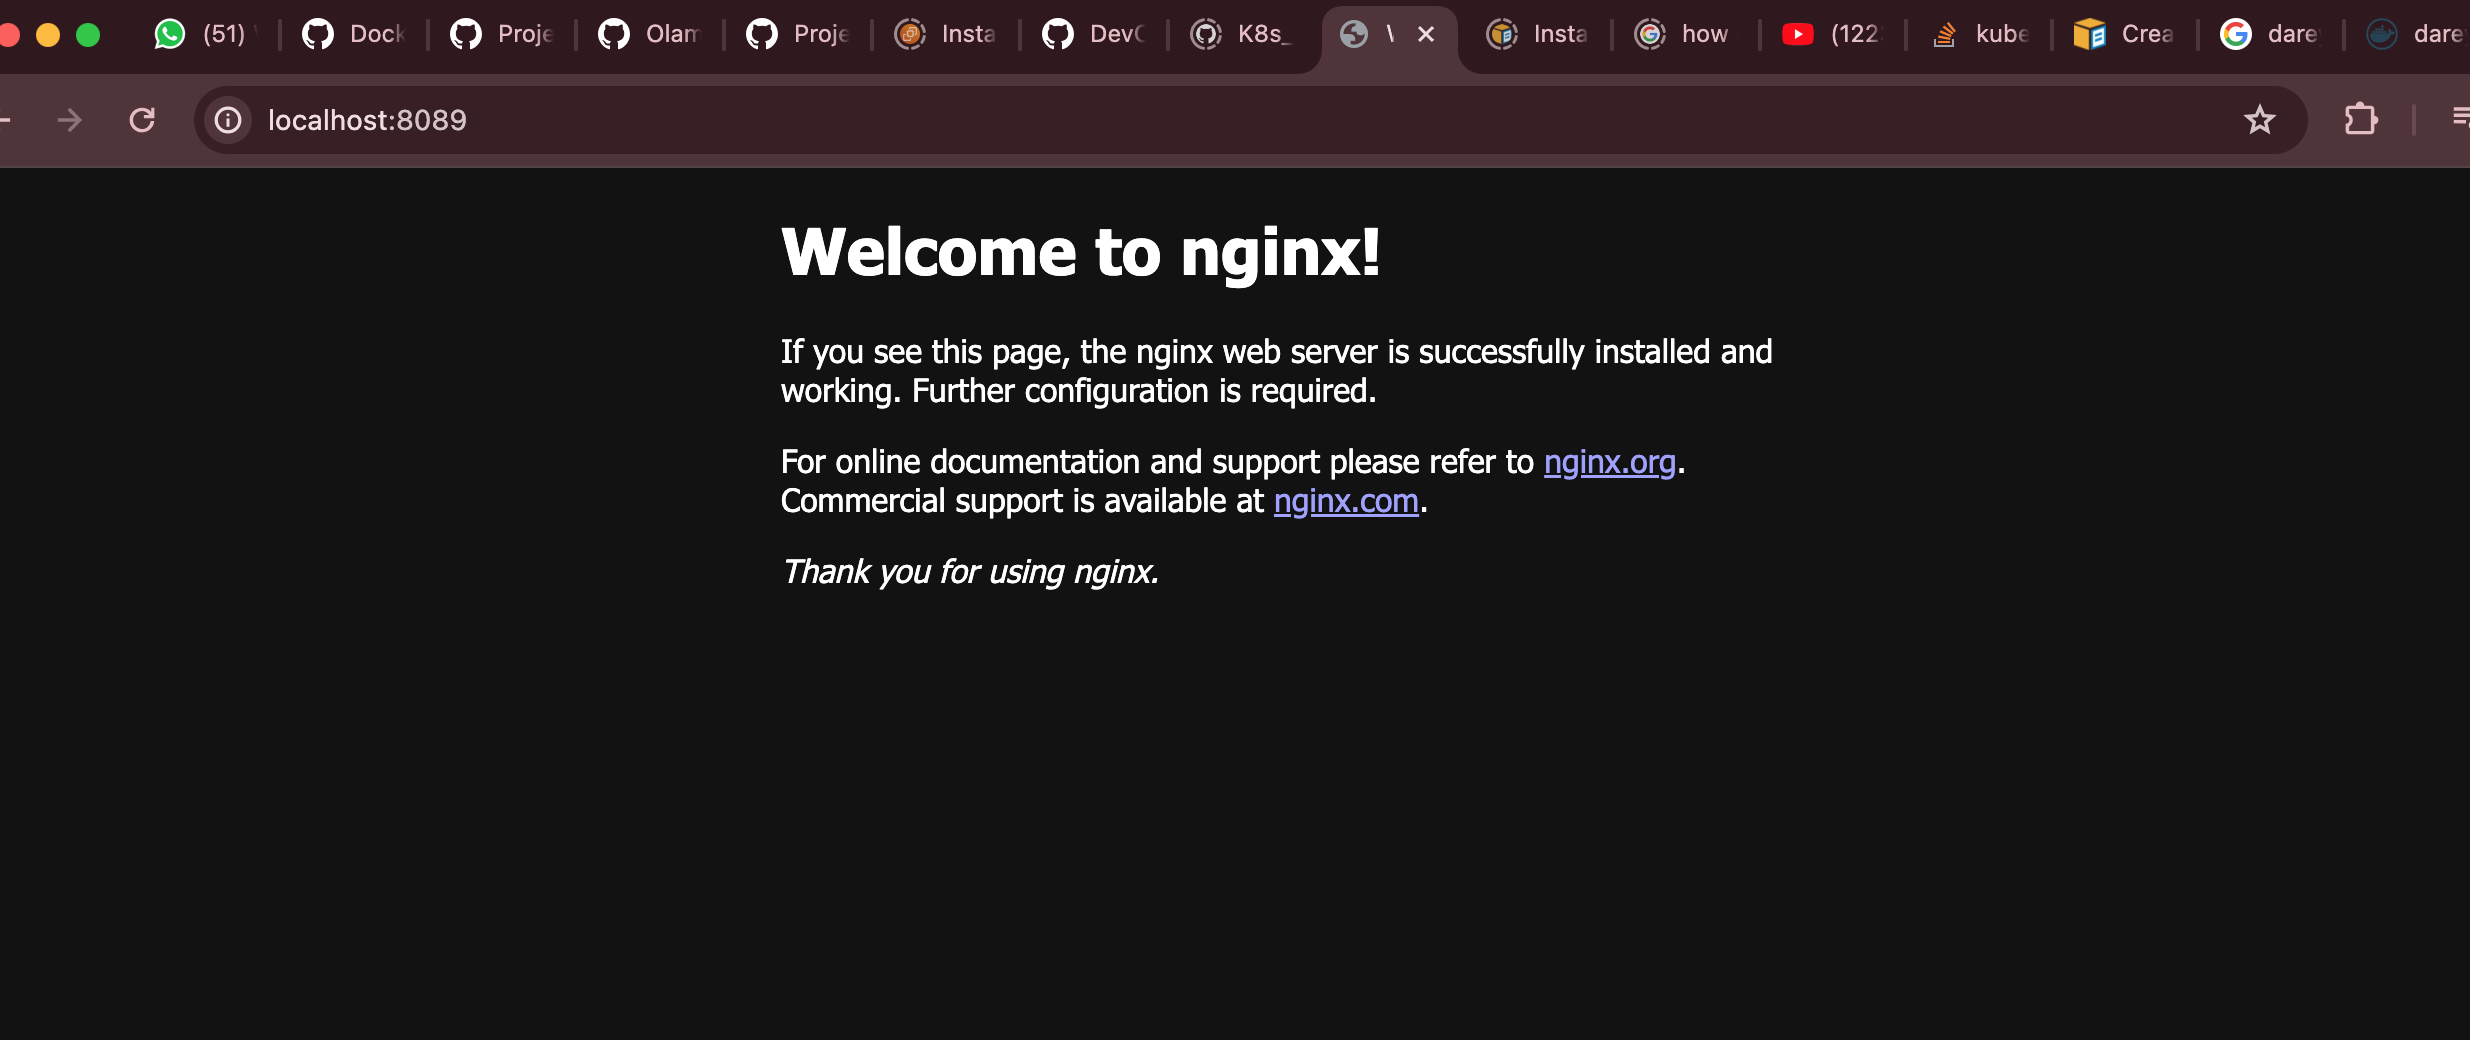 (51) Dock Proje Olam Proje Insta DevC K8s_ Insta how (122 kube Crea dare dare
localhost:8089
Welcome to nginx!
If you see this page, the nginx web server is successfully installed and
working. Further configuration is required.
For online documentation and support please refer to nginx.org.
Commercial support is available at nginx.com.
Thank you for using nginx.